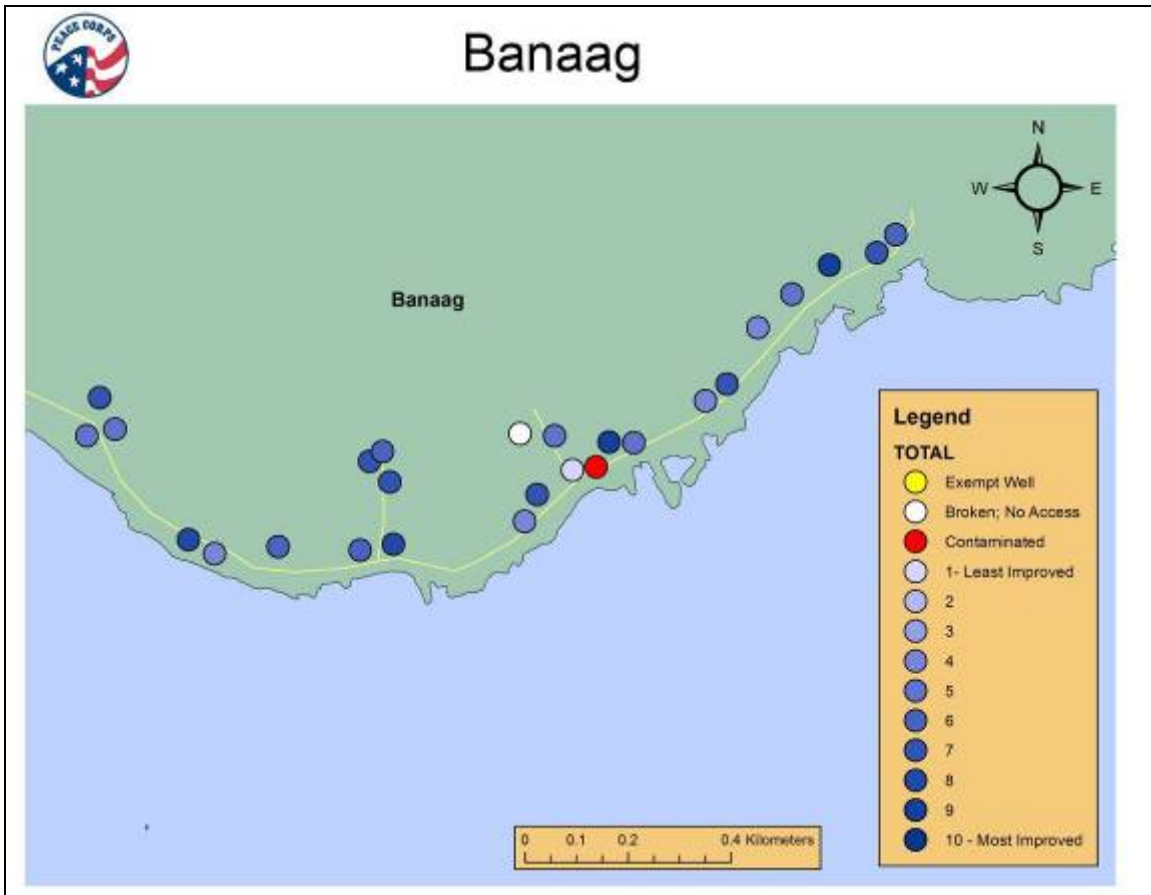 PEACE CORPS
Banaag
N
W E
S
Banaag
Legend
TOTAL
Exempt Well
Broken; No Access
Contaminated
1- Least Improved
2
3
4
5
6
7
8
9
10 - Most Improved
0 0.1 0.2 0.4 Kilometers